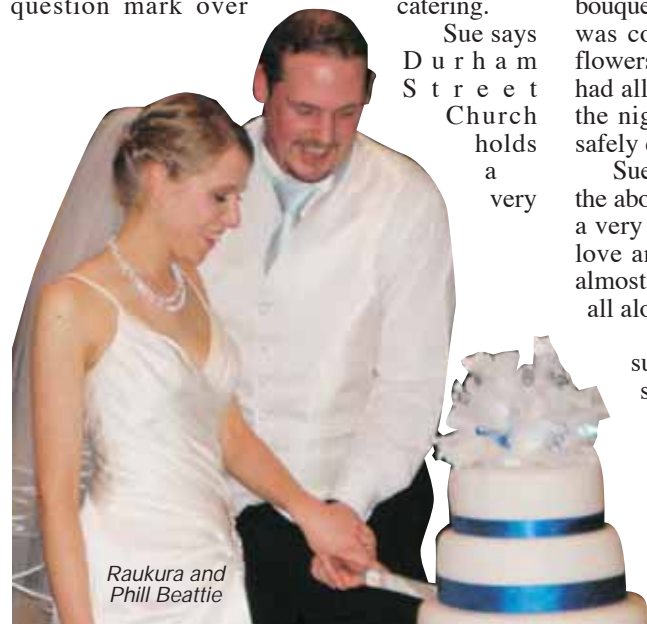 question mark over
catering.
Sue says
Durham
Street
Church
holds
a
very
bouque
was co
flowers
had all
the nig
safely
Sue
the abo
a very
love an
almost
all alo
su
s
Raukura and
Phill Beattie